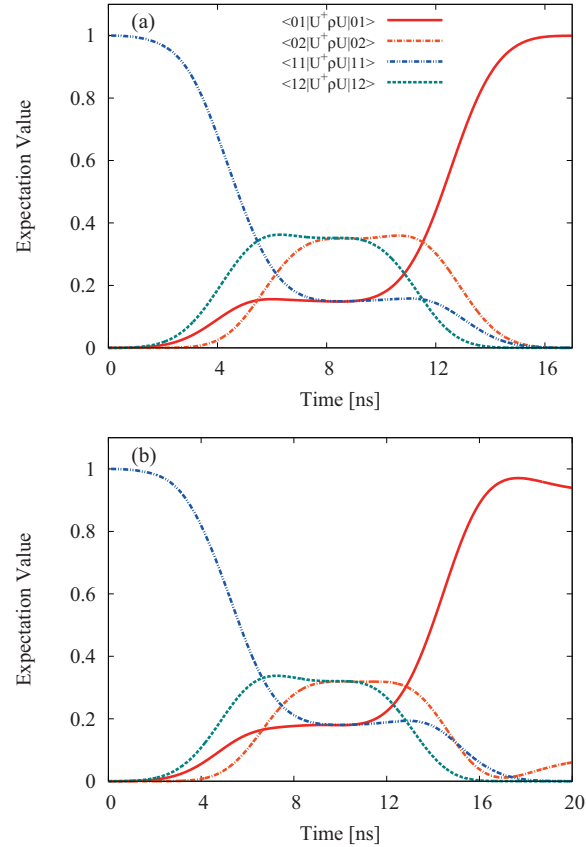 (a)
<01|U⁺ρU|01>
<02|U⁺ρU|02>
<11|U⁺ρU|11>
<12|U⁺ρU|12>
1
0.8
0.6
0.4
0.2
0
Expectation Value
0 4 8 12 16
Time [ns]
(b)
1
0.8
0.6
0.4
0.2
0
Expectation Value
0 4 8 12 16 20
Time [ns]